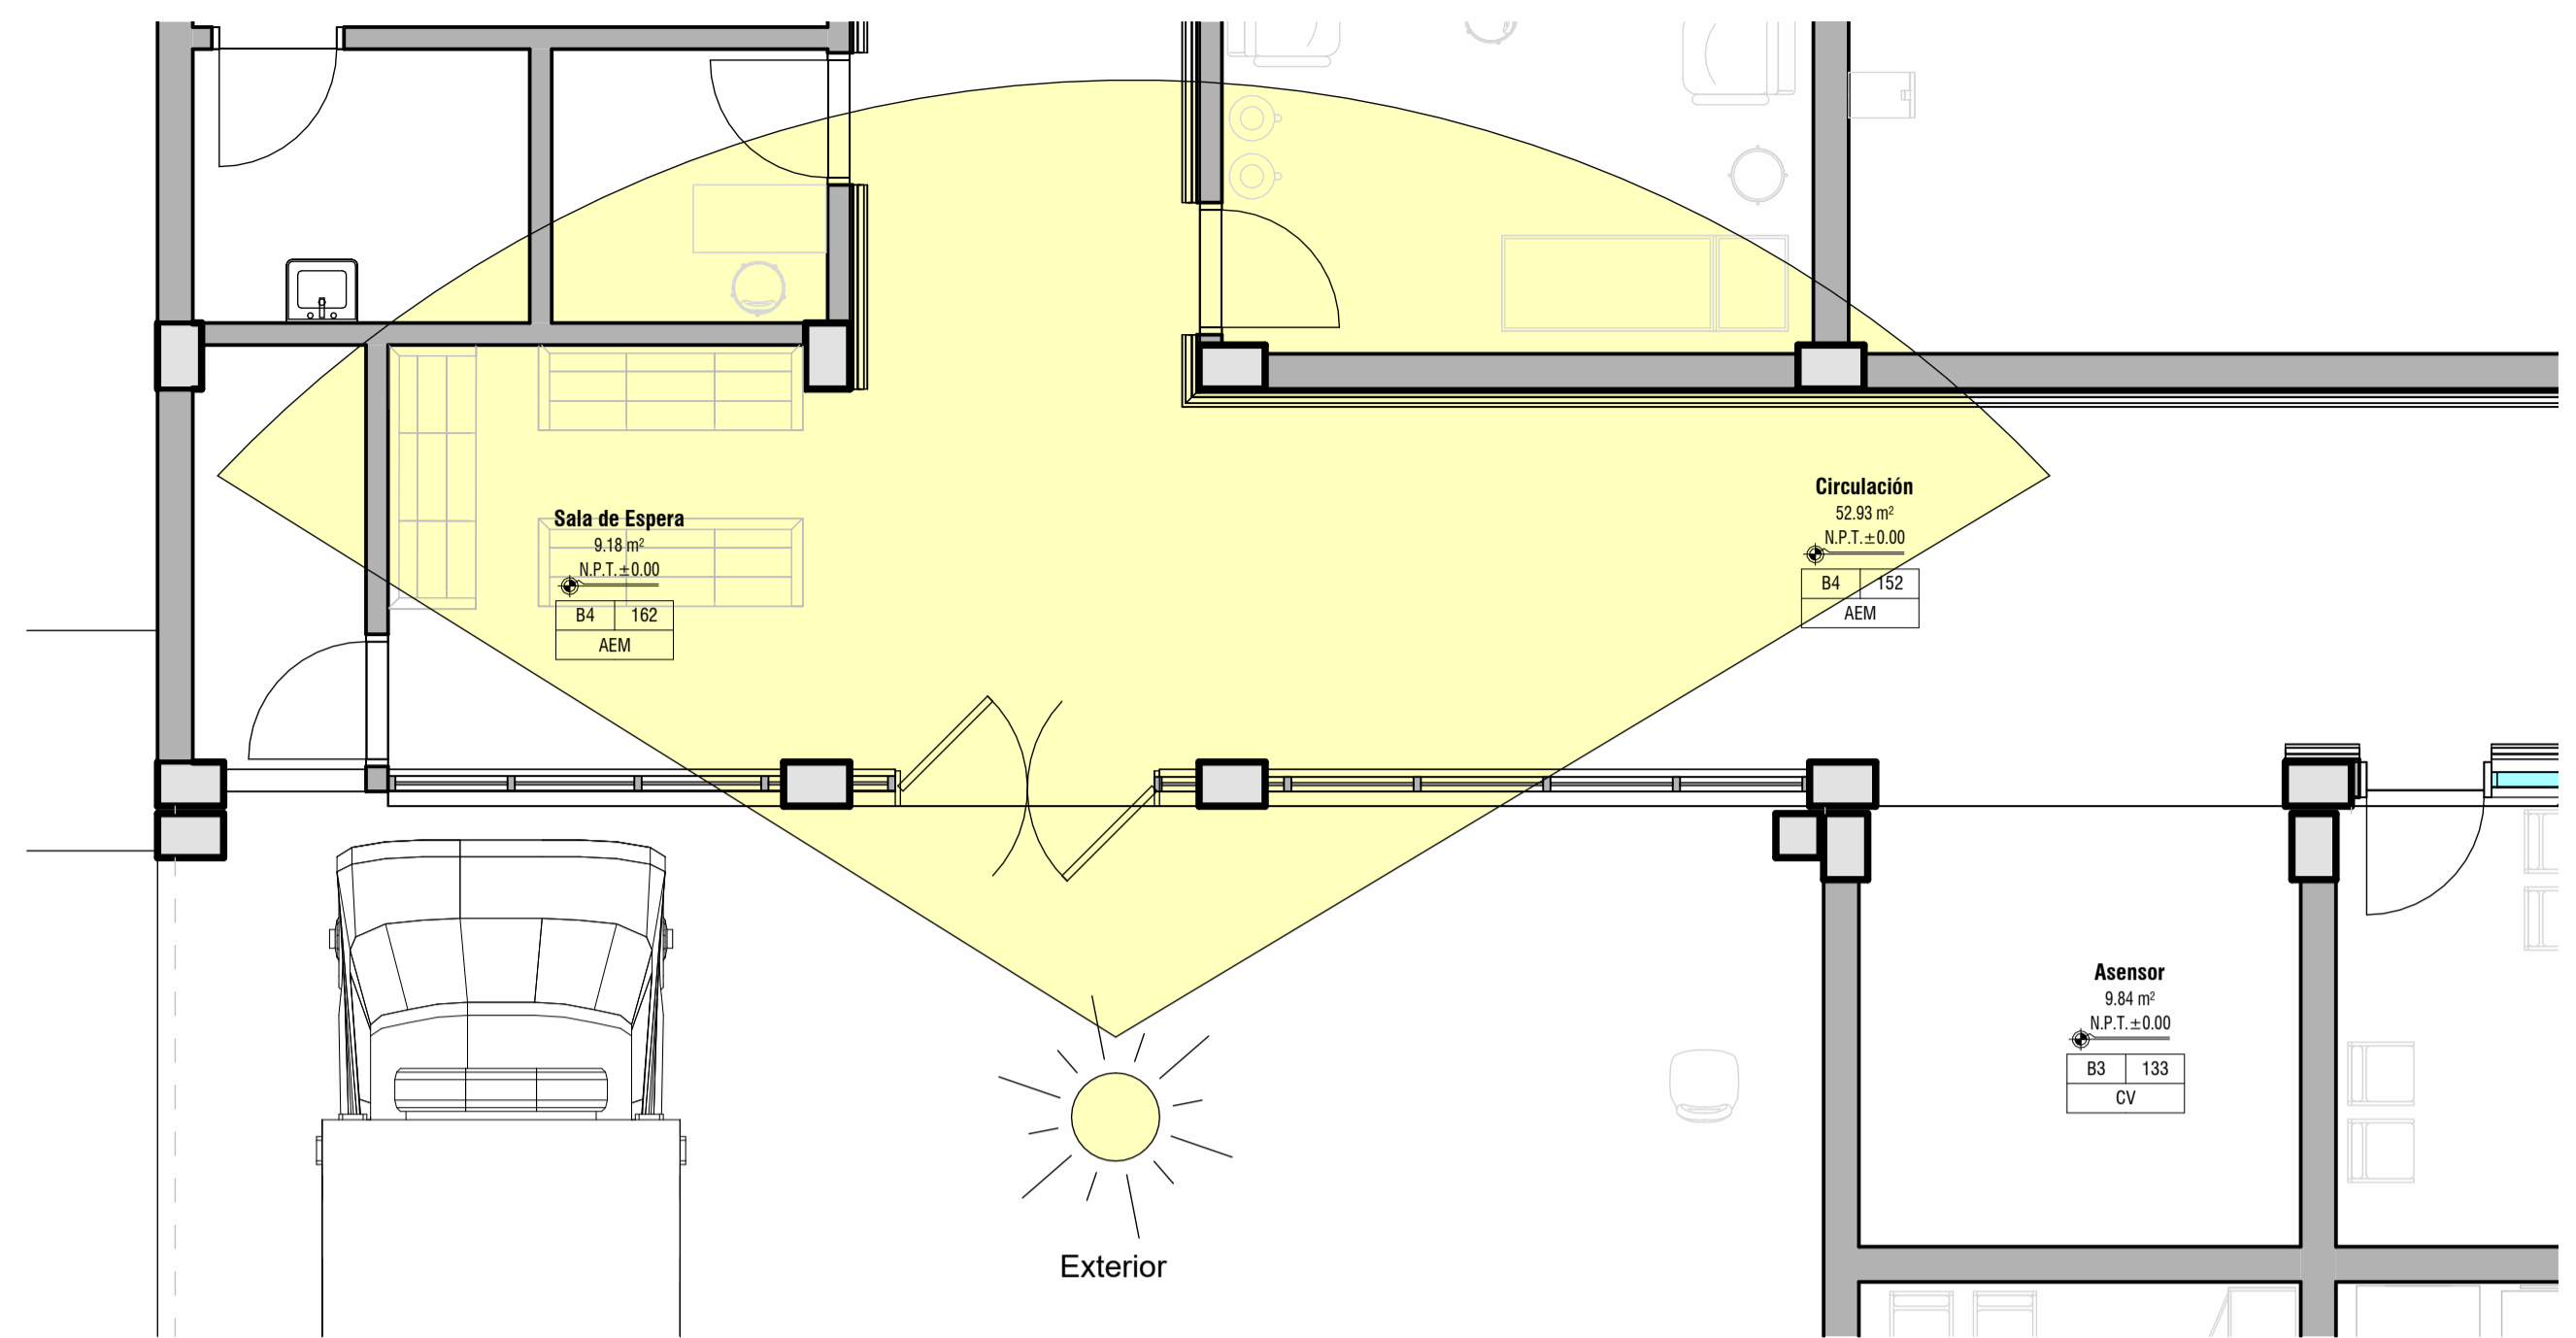 Sala de Espera
9.18 m²
N.P.T.±0.00
B4 162
AEM
Circulación
52.93 m²
N.P.T.±0.00
B4 152
AEM
Asensor
9.84 m²
N.P.T.±0.00
B3 133
CV
Exterior